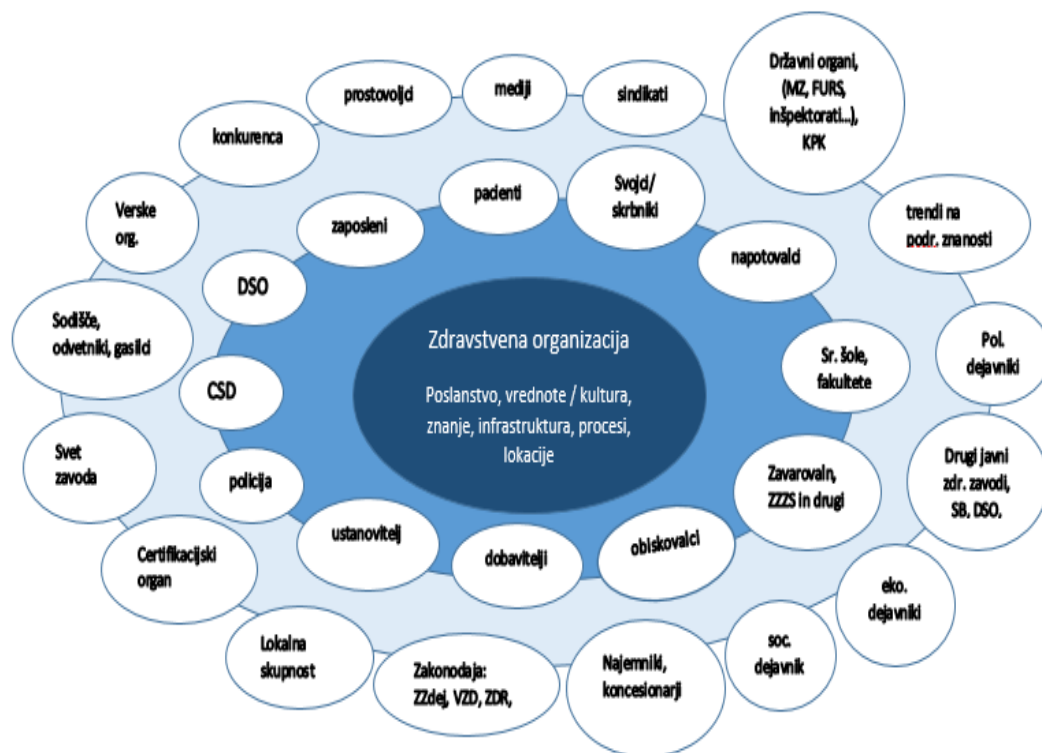 Državni organi,
(MZ, FURS,
inšpektorati...),
KPK
mediji
sindikati
prostovoljci
konkurenca
pacienti
Svojci/
skrbniki
Verske
org.
zaposleni
trendi na
podr. znanosti
napotovalci
DSO
Sodišče,
odvetniki, gasilci
Zdravstvena organizacija
Poslanstvo, vrednote / kultura,
znanje, infrastruktura, procesi,
lokacije
Pol.
dejavniki
Sr. šole,
fakultete
CSD
Svet
zavoda
policija
Zavarovaln,
ZZZS in drugi
Drugi javni
zdr. zavodi,
SB, DSO,
ustanovitelj
dobavitelji
obiskovalci
Certifikacijski
organ
eko.
dejavniki
Lokalna
skupnost
Zakonodaja:
ZZdej, VZD, ZDR,
Najemniki,
koncesionarji
soc.
dejavnik